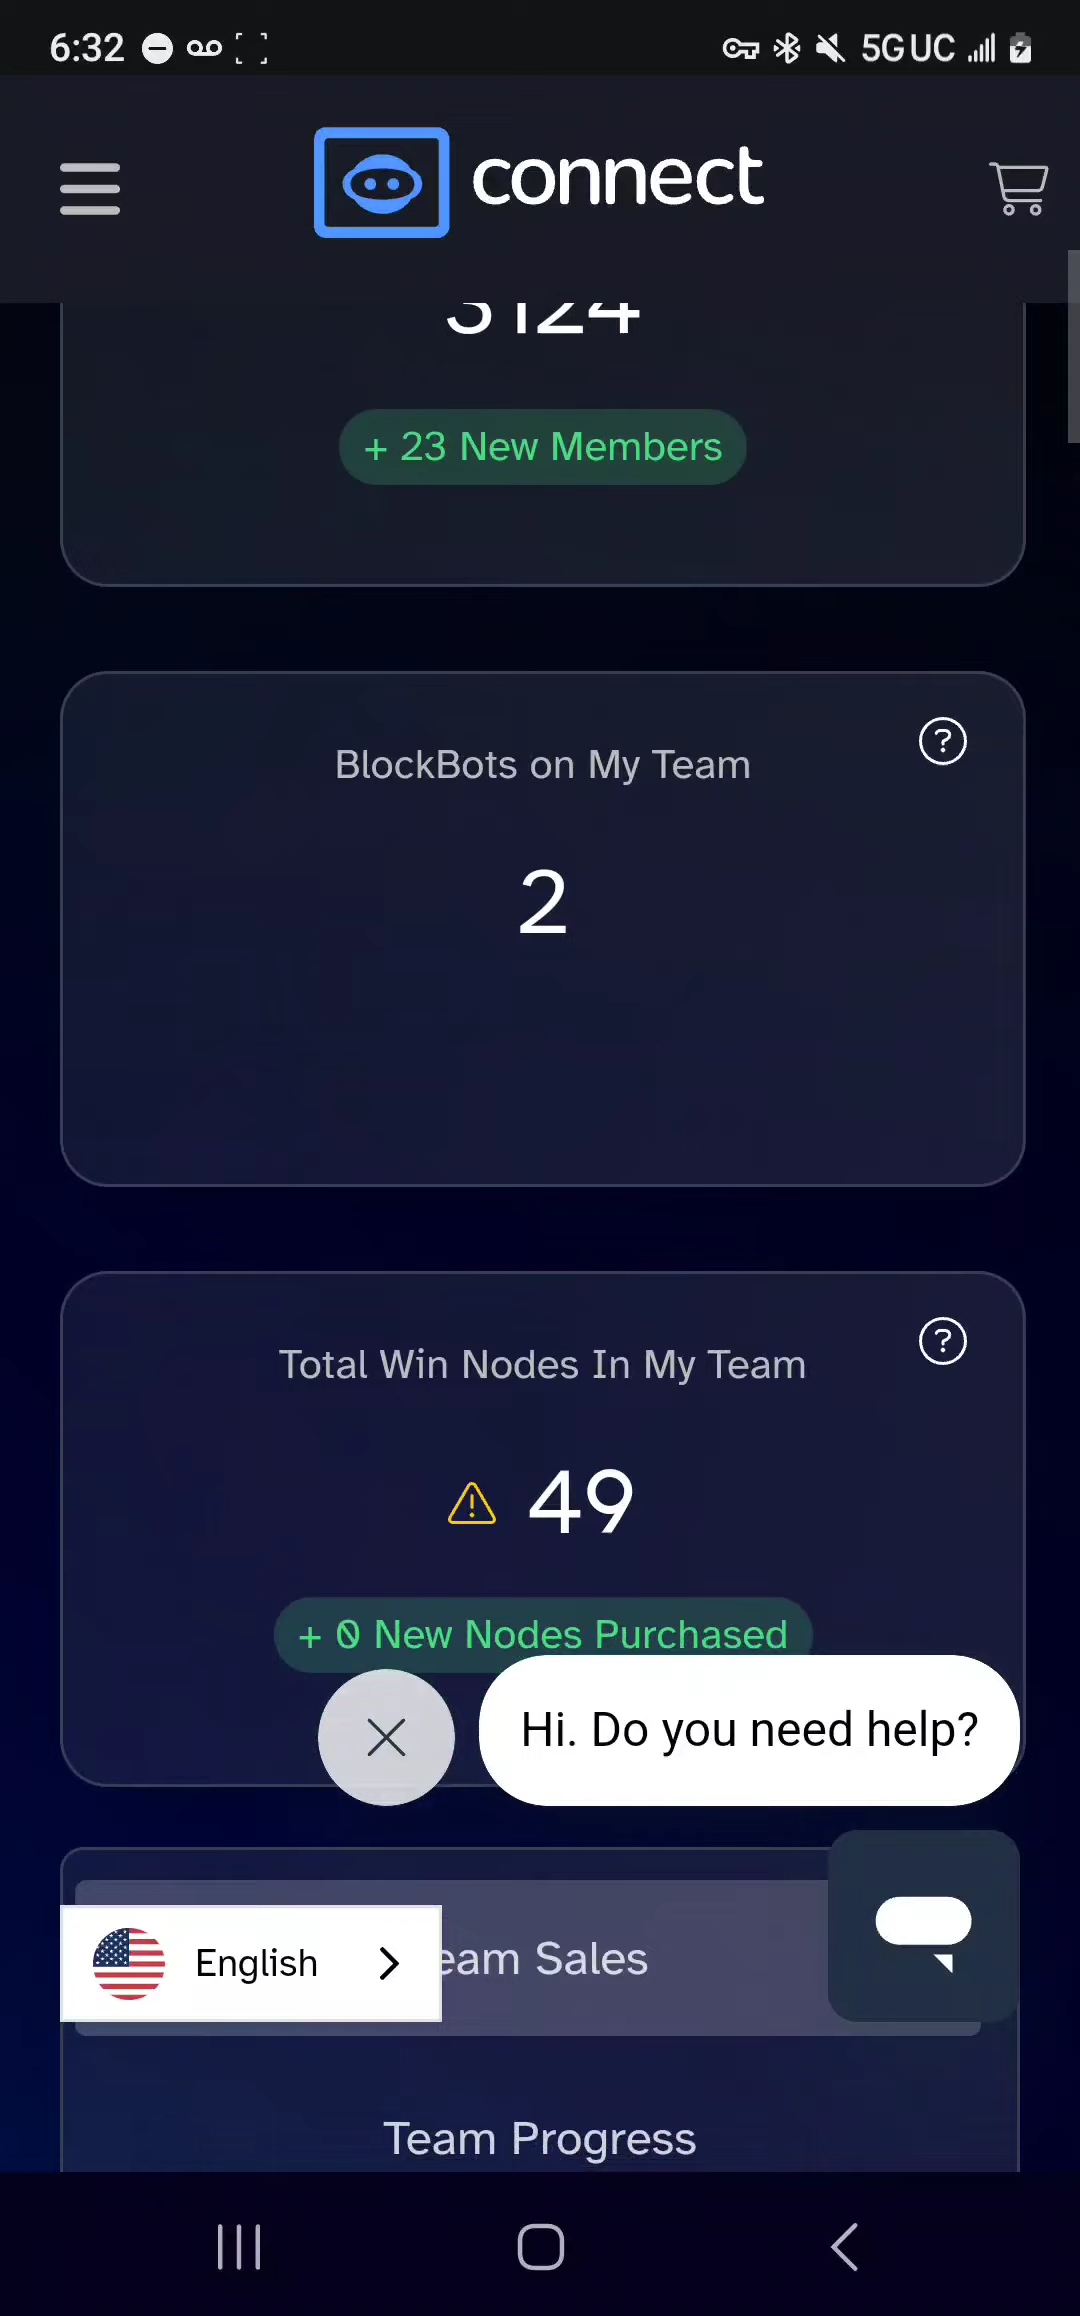 6:32
5G UC
connect
3124
+ 23 New Members
BlockBots on My Team
2
Total Win Nodes In My Team
49
+ 0 New Nodes Purchased
Hi. Do you need help?
English
eam Sales
Team Progress